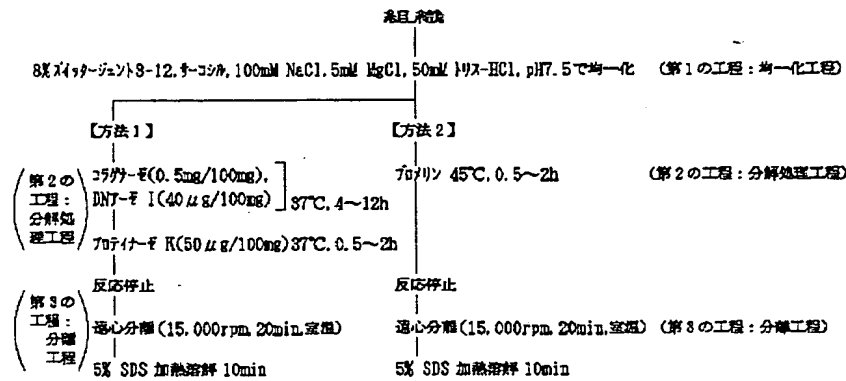 組織
8% ズイッタージェント3-12,サーコシル,100mM NaCl,5mM MgCl,50mM トリス-HCl,pH7.5で均一化 (第1の工程:均一化工程)
【方法1】 【方法2】
第2の工程:分解処理工程
コラゲナーゼ(0.5mg/100mg),
DNアーゼ I(40μg/100mg)
37℃,4〜12h
プロティナーゼ K(50μg/100mg)37℃,0.5〜2h
ブロメリン 45℃,0.5〜2h (第2の工程:分解処理工程)
反応停止 反応停止
第3の工程:分離工程
遠心分離(15,000rpm,20min,室温) 遠心分離(15,000rpm,20min,室温) (第3の工程:分離工程)
5% SDS 加熱溶解 10min 5% SDS 加熱溶解 10min